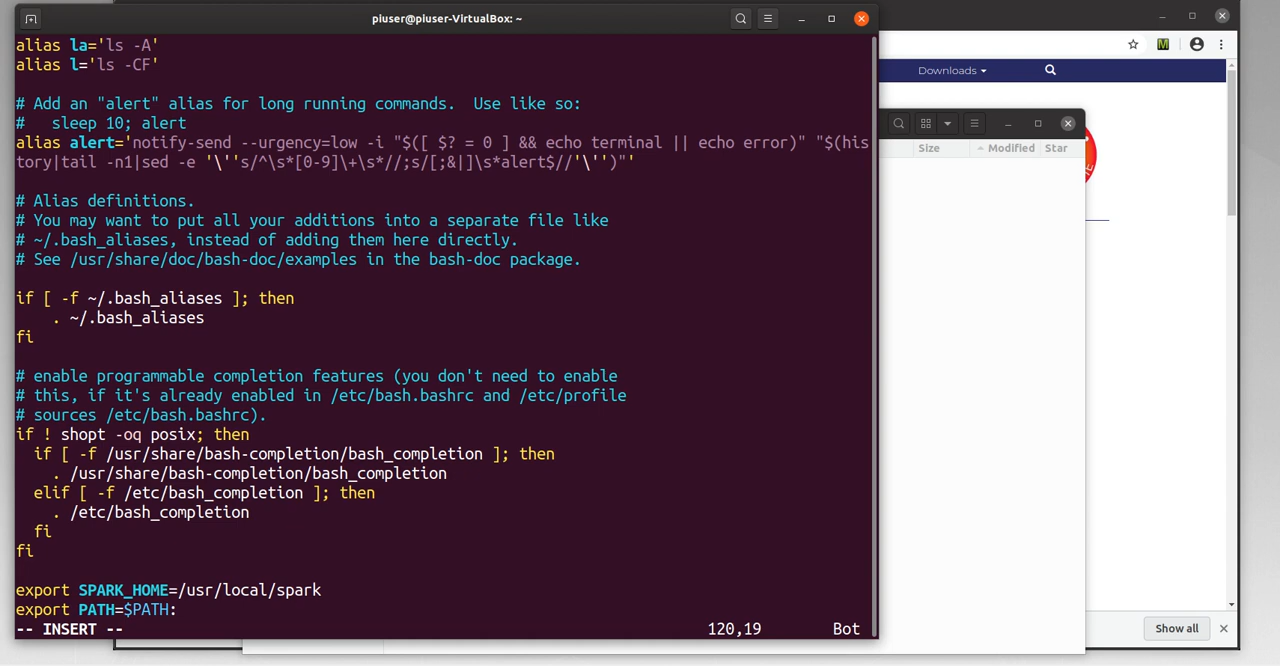 piuser@piuser-VirtualBox: ~
alias la='ls -A'
alias l='ls -CF'
# Add an "alert" alias for long running commands.  Use like so:
#   sleep 10; alert
alias alert='notify-send --urgency=low -i "$([ $? = 0 ] && echo terminal || echo error)" "$(his
tory|tail -n1|sed -e '\''s/^\s*[0-9]\+\s*//;s/[;&|]\s*alert$//'\'')"'
# Alias definitions.
# You may want to put all your additions into a separate file like
# ~/.bash_aliases, instead of adding them here directly.
# See /usr/share/doc/bash-doc/examples in the bash-doc package.
if [ -f ~/.bash_aliases ]; then
    . ~/.bash_aliases
fi
# enable programmable completion features (you don't need to enable
# this, if it's already enabled in /etc/bash.bashrc and /etc/profile
# sources /etc/bash.bashrc).
if ! shopt -oq posix; then
  if [ -f /usr/share/bash-completion/bash_completion ]; then
    . /usr/share/bash-completion/bash_completion
  elif [ -f /etc/bash_completion ]; then
    . /etc/bash_completion
  fi
fi
export SPARK_HOME=/usr/local/spark
export PATH=$PATH:
-- INSERT -- 120,19 Bot
Downloads
Size Modified Star
Show all